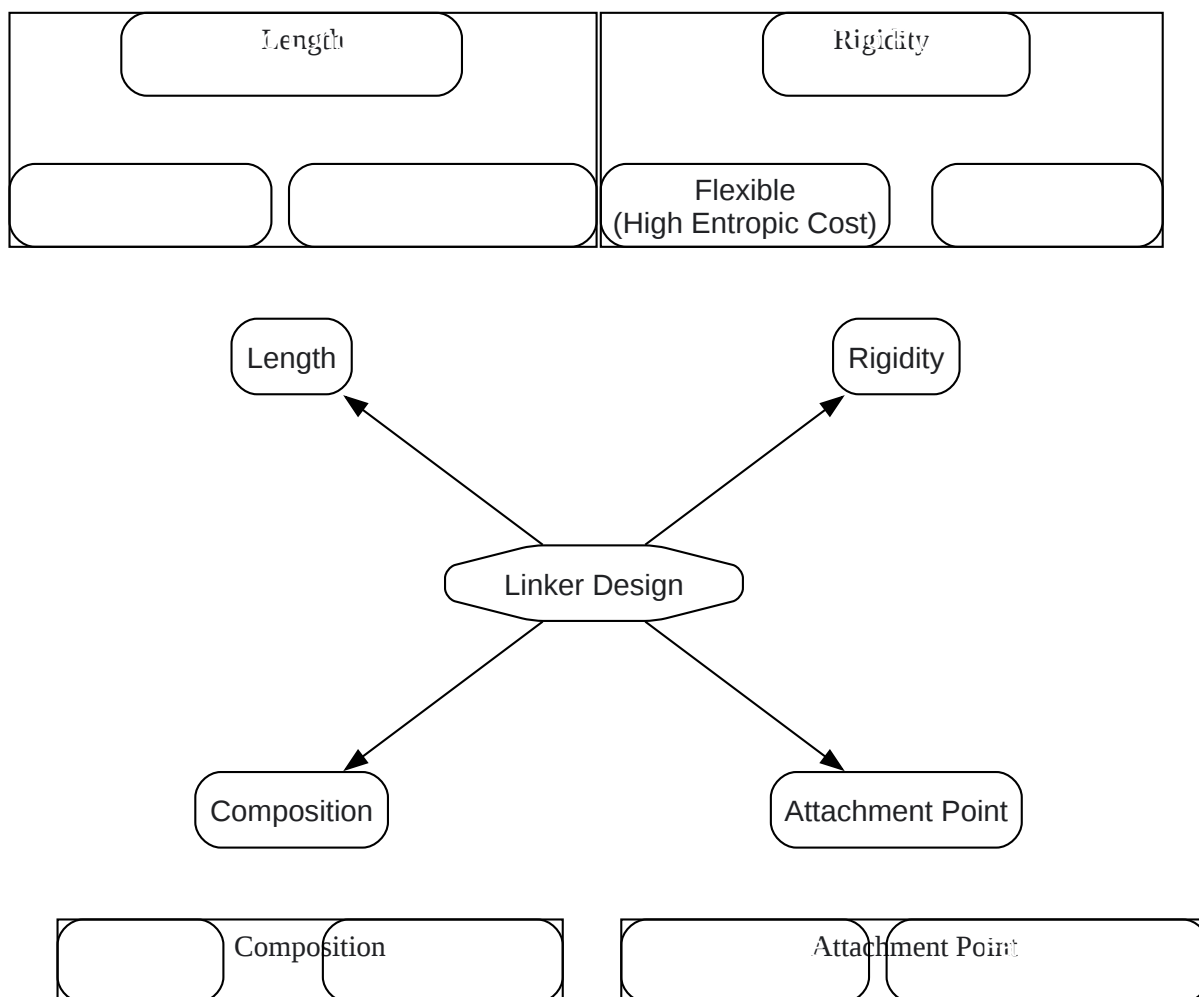 Length
Rigidity
Flexible
(High Entropic Cost)
Length
Rigidity
Linker Design
Composition
Attachment Point
Composition
Attachment Point